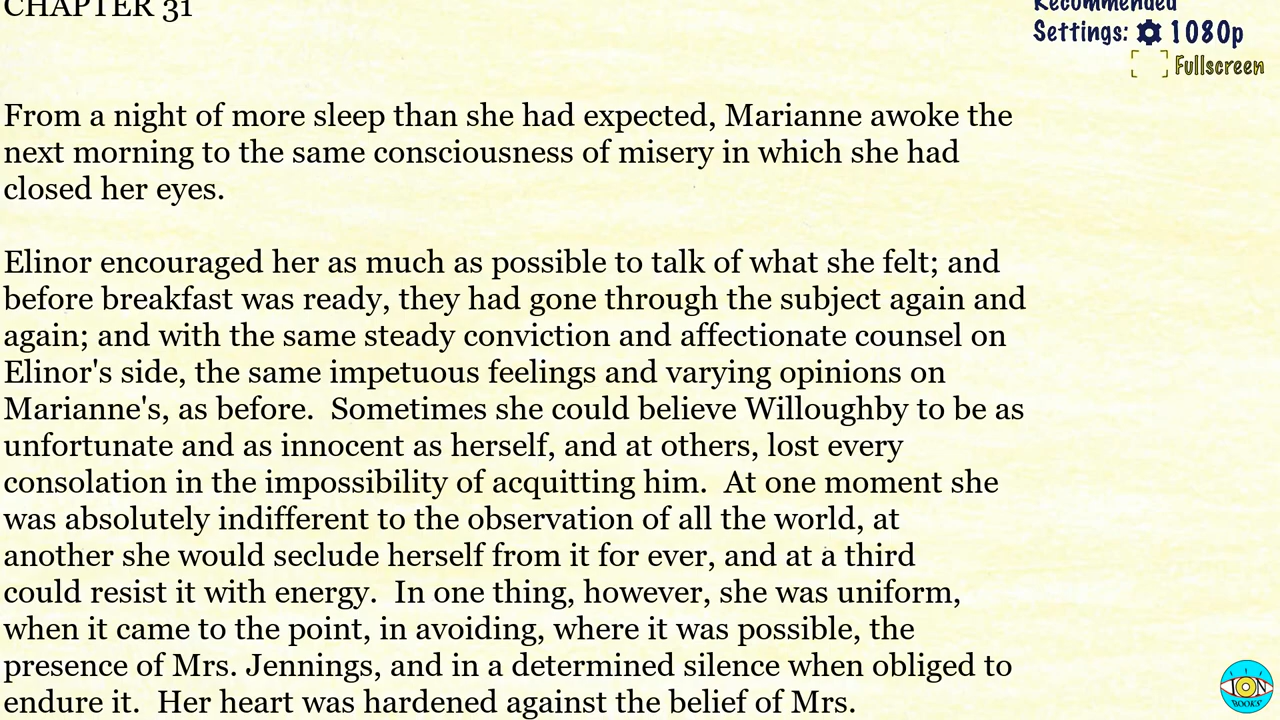 CHAPTER 31
Recommended
Settings: 1080p
Fullscreen
From a night of more sleep than she had expected, Marianne awoke the
next morning to the same consciousness of misery in which she had
closed her eyes.
Elinor encouraged her as much as possible to talk of what she felt; and
before breakfast was ready, they had gone through the subject again and
again; and with the same steady conviction and affectionate counsel on
Elinor's side, the same impetuous feelings and varying opinions on
Marianne's, as before.  Sometimes she could believe Willoughby to be as
unfortunate and as innocent as herself, and at others, lost every
consolation in the impossibility of acquitting him.  At one moment she
was absolutely indifferent to the observation of all the world, at
another she would seclude herself from it for ever, and at a third
could resist it with energy.  In one thing, however, she was uniform,
when it came to the point, in avoiding, where it was possible, the
presence of Mrs. Jennings, and in a determined silence when obliged to
endure it.  Her heart was hardened against the belief of Mrs.
ION
BOOKS